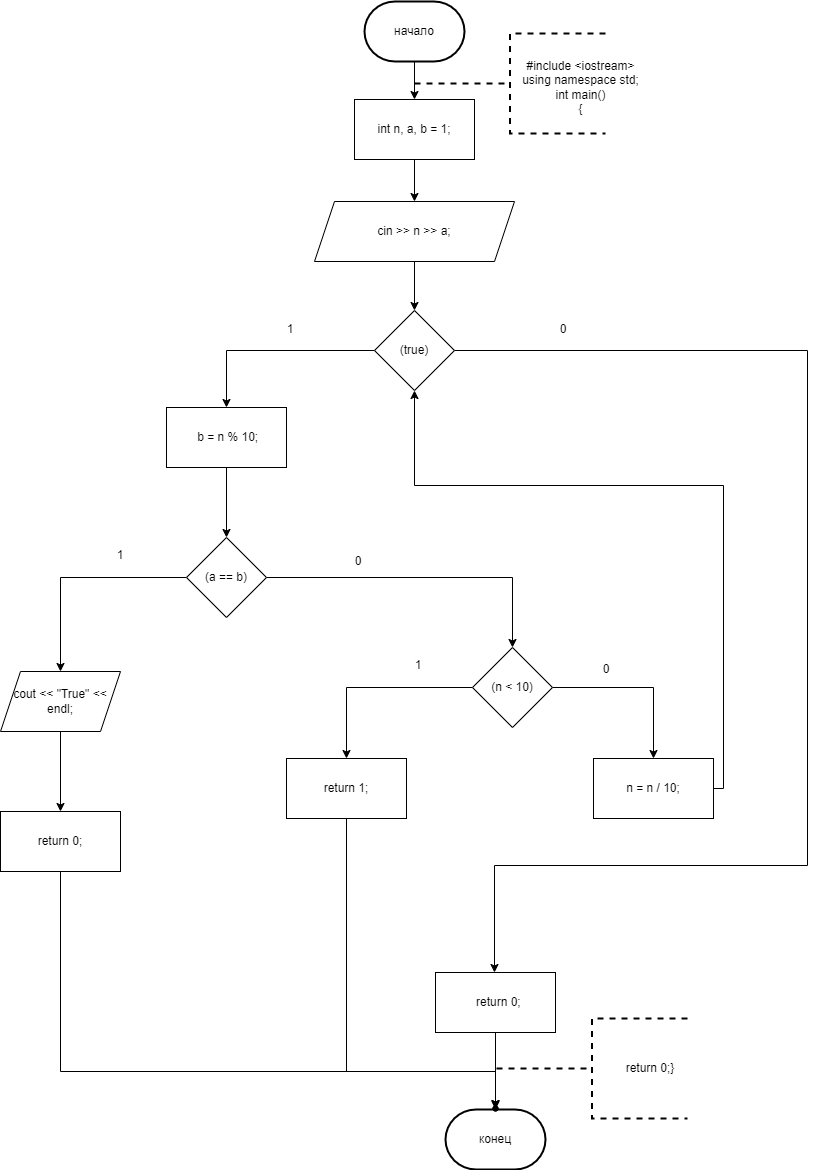 начало
#include <iostream>
using namespace std;
int main()
{
int n, a, b = 1;
cin >> n >> a;
(true)
1
0
b = n % 10;
(a == b)
1
0
cout << "True" <<
endl;
(n < 10)
1
0
return 1;
n = n / 10;
return 0;
return 0;
return 0;}
конец